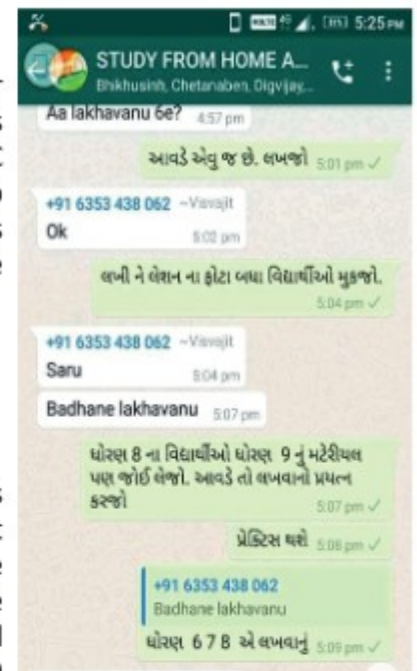 5:25 PM
STUDY FROM HOME A...
Bhikhusinh, Chetanaben, Digvijay,...
Aa lakhavanu 6e? 4:57 pm
આવડે એવુ જ છે. લખજો 5:01 pm
+91 6353 438 062 ~Visvajit
Ok 5:02 pm
લખી ને લેશન ના ફોટા બધા વિદ્યાર્થીઓ મુકજો.
5:04 pm
+91 6353 438 062 ~Visvajit
Saru 5:04 pm
Badhane lakhavanu 5:07 pm
ધોરણ 8 ના વિદ્યાર્થીઓ ધોરણ 9 નું મટેરીયલ
પણ જોઈ લેજો. આવડે તો લખવાનો પ્રયત્ન
કરજો 5:07 pm
પ્રેક્ટિસ થશે 5:08 pm
+91 6353 438 062
Badhane lakhavanu
ધોરણ 6 7 8 એ લખવાનું 5:09 pm